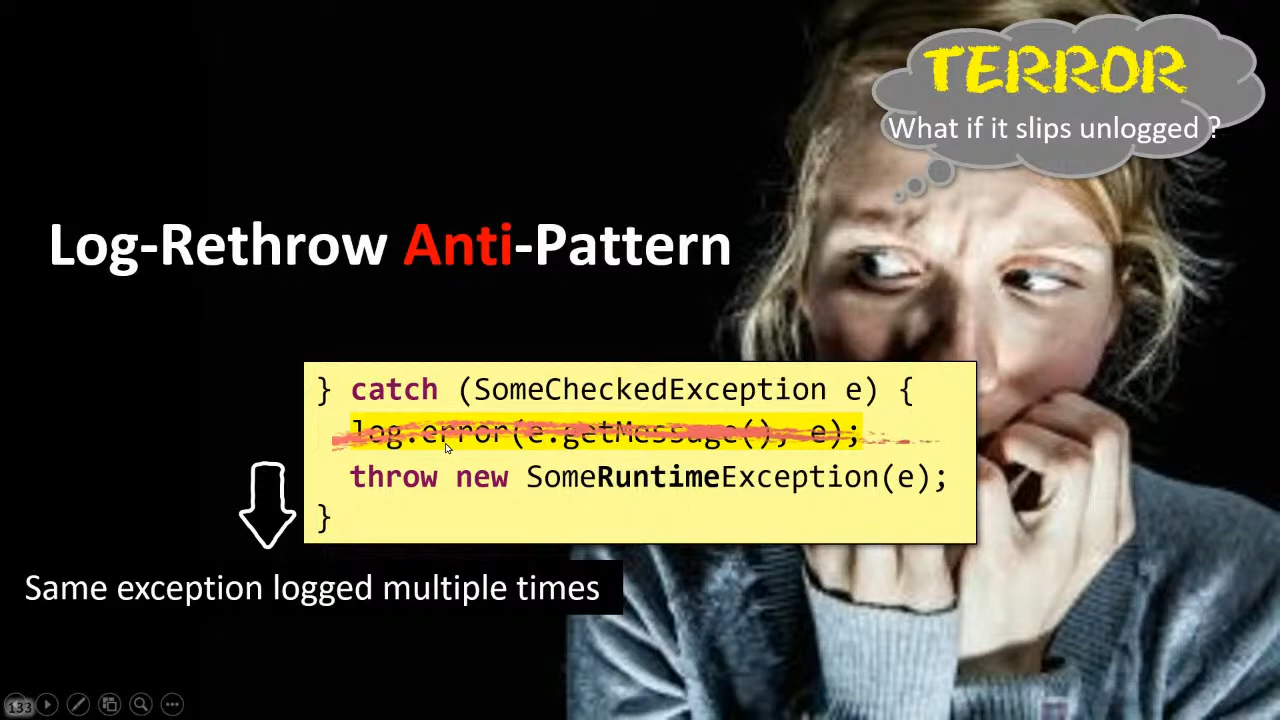 TERROR
What if it slips unlogged ?
Log-Rethrow Anti-Pattern
} catch (SomeCheckedException e) {
log.error(e.getMessage(), e);
throw new SomeRuntimeException(e);
}
Same exception logged multiple times
133